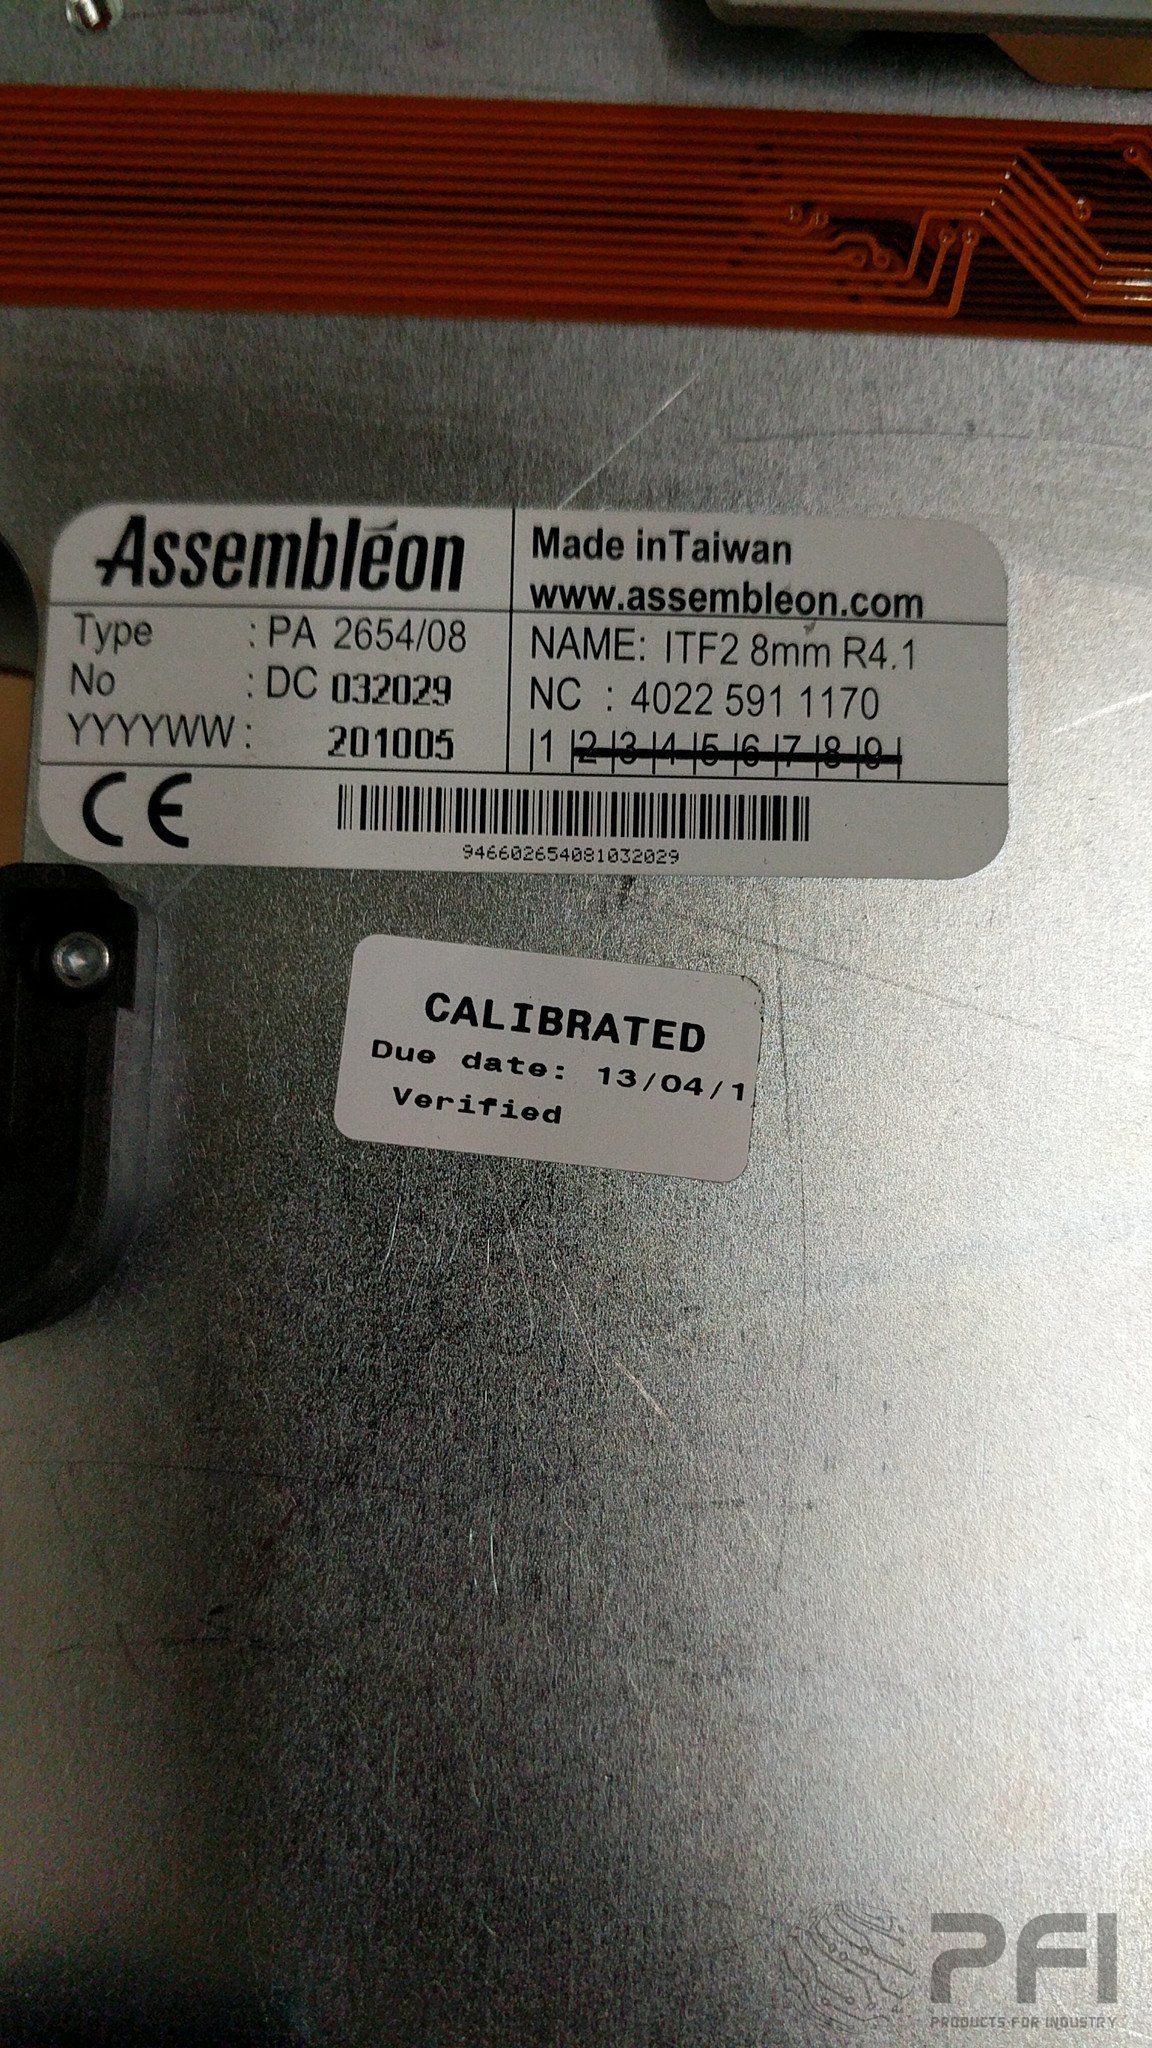 Assembléon
Made inTaiwan
www.assembleon.com
Type : PA 2654/08
No : DC 032029
YYYYWW : 201005
NAME: ITF2 8mm R4.1
NC : 4022 591 1170
|1 |2 |3 |4 |5 |6 |7 |8 |9 |
CE
946602654081032029
CALIBRATED
Due date: 13/04/1
Verified
PFI
PRODUCTS FOR INDUSTRY